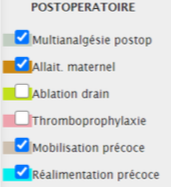 POSTOPERATOIRE
Multianalgésie postop
Allait. maternel
Ablation drain
Thromboprophylaxie
Mobilisation précoce
Réalimentation précoce